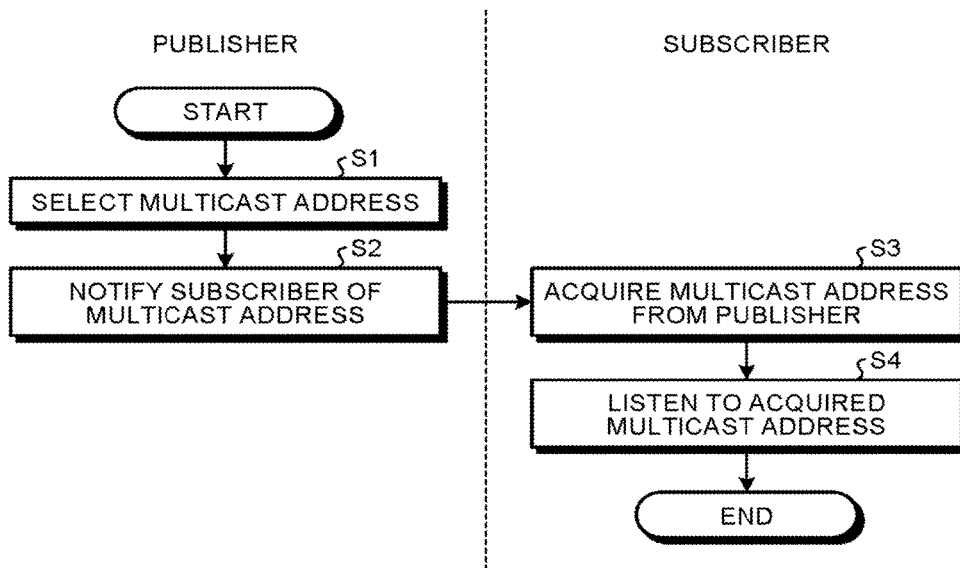 PUBLISHER
SUBSCRIBER
START
S1
SELECT MULTICAST ADDRESS
S2
NOTIFY SUBSCRIBER OF
MULTICAST ADDRESS
S3
ACQUIRE MULTICAST ADDRESS
FROM PUBLISHER
S4
LISTEN TO ACQUIRED
MULTICAST ADDRESS
END